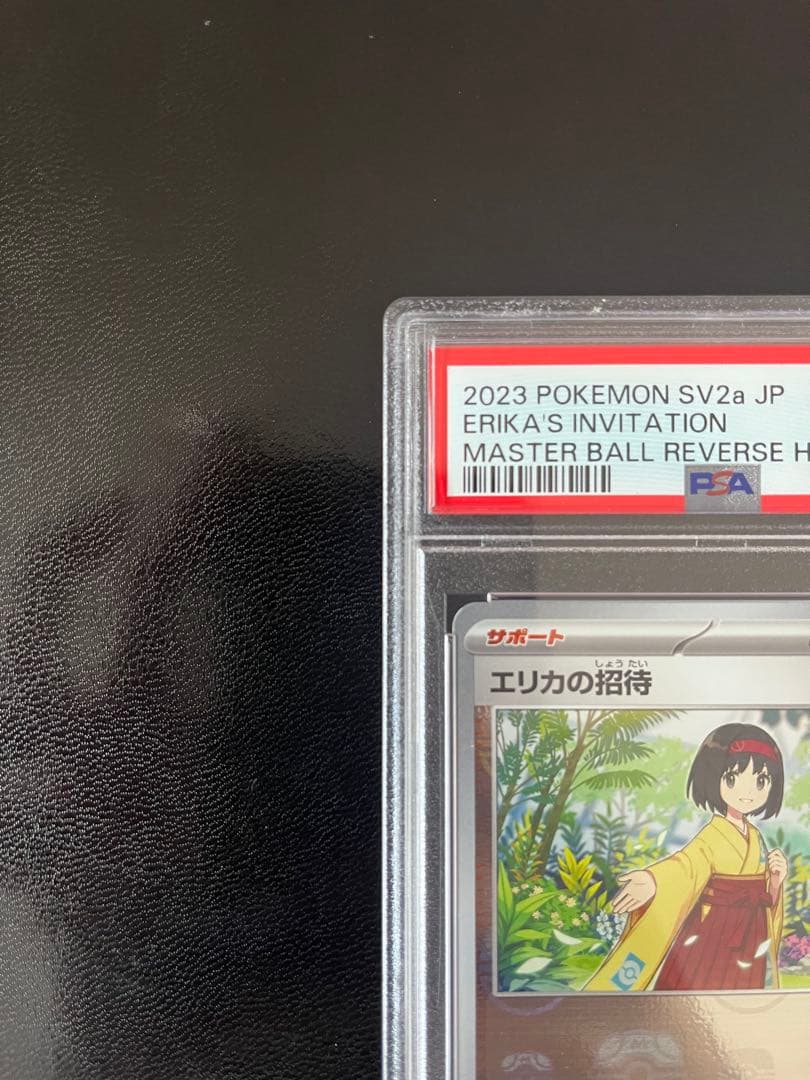 2023 POKEMON SV2a JP
ERIKA'S INVITATION
MASTER BALL REVERSE H
PSA
サポート
しょう たい
エリカの招待